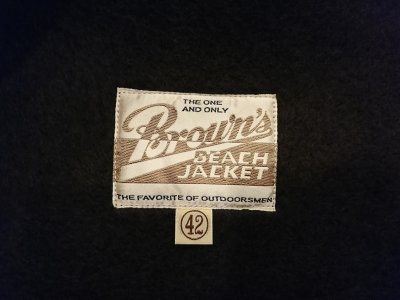 THE ONE
AND ONLY
Brown's
BEACH
JACKET
THE FAVORITE OF OUTDOORSMEN
42